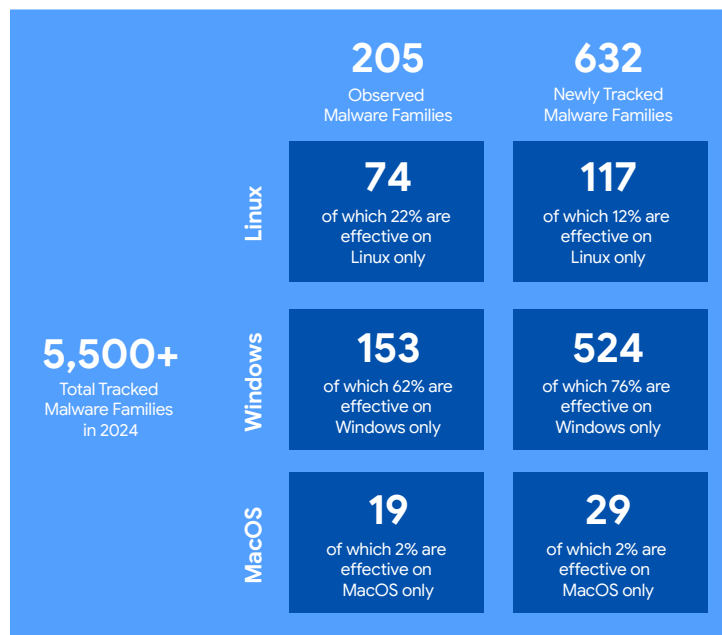 205
Observed
Malware Families
632
Newly Tracked
Malware Families
Linux
74
of which 22% are
effective on
Linux only
117
of which 12% are
effective on
Linux only
5,500+
Total Tracked
Malware Families
in 2024
Windows
153
of which 62% are
effective on
Windows only
524
of which 76% are
effective on
Windows only
MacOS
19
of which 2% are
effective on
MacOS only
29
of which 2% are
effective on
MacOS only